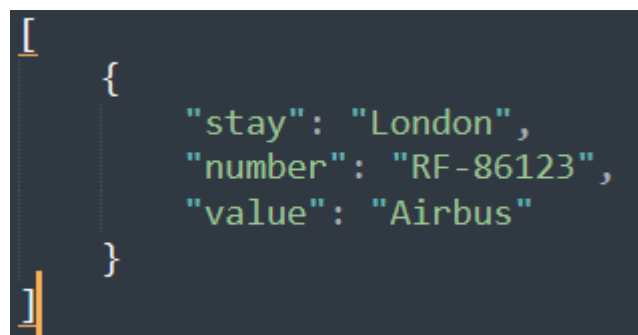 [
    {
        "stay": "London",
        "number": "RF-86123",
        "value": "Airbus"
    }
]